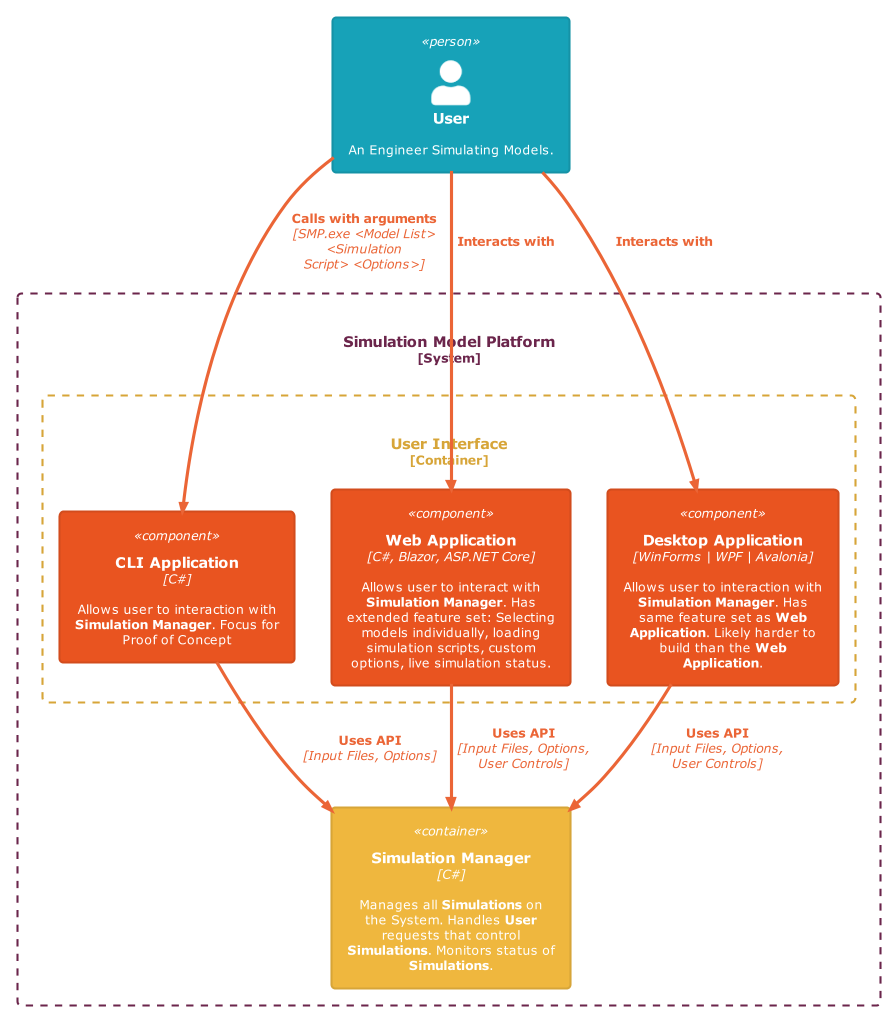 «person»
User
An Engineer Simulating Models.
Calls with arguments
[SMP.exe <Model List>
<Simulation
Script> <Options>]
Interacts with
Interacts with
Simulation Model Platform
[System]
User Interface
[Container]
«component»
CLI Application
[C#]
Allows user to interaction with
Simulation Manager. Focus for
Proof of Concept
«component»
Web Application
[C#, Blazor, ASP.NET Core]
Allows user to interact with
Simulation Manager. Has
extended feature set: Selecting
models individually, loading
simulation scripts, custom
options, live simulation status.
«component»
Desktop Application
[WinForms | WPF | Avalonia]
Allows user to interaction with
Simulation Manager. Has
same feature set as Web
Application. Likely harder to
build than the Web
Application.
Uses API
[Input Files, Options]
Uses API
[Input Files, Options,
User Controls]
Uses API
[Input Files, Options,
User Controls]
«container»
Simulation Manager
[C#]
Manages all Simulations on
the System. Handles User
requests that control
Simulations. Monitors status of
Simulations.